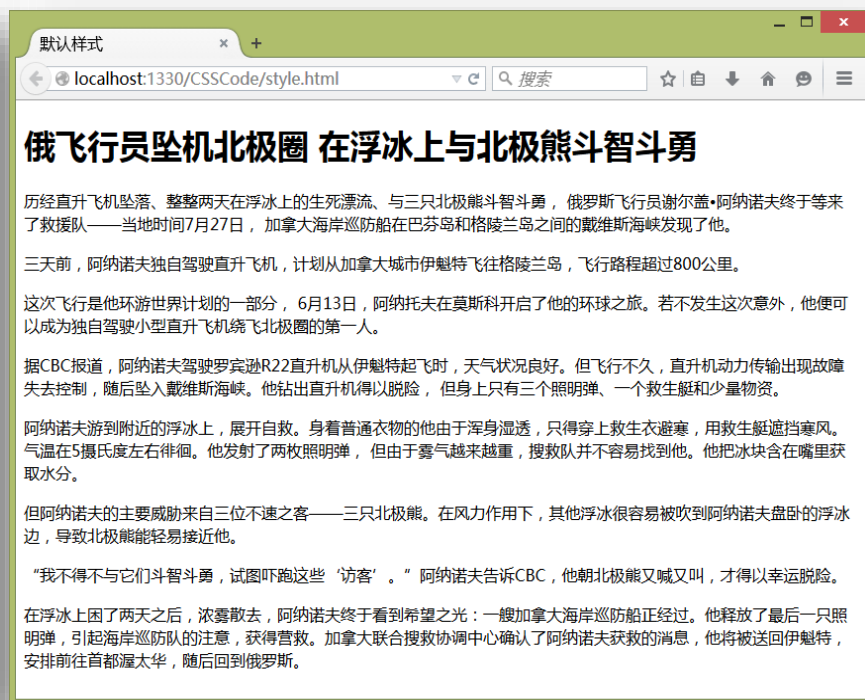 默认样式
localhost:1330/CSSCode/style.html
搜索
俄飞行员坠机北极圈 在浮冰上与北极熊斗智斗勇
历经直升飞机坠落、整整两天在浮冰上的生死漂流、与三只北极熊斗智斗勇， 俄罗斯飞行员谢尔盖•阿纳诺夫终于等来
了救援队——当地时间7月27日， 加拿大海岸巡防船在巴芬岛和格陵兰岛之间的戴维斯海峡发现了他。
三天前，阿纳诺夫独自驾驶直升飞机，计划从加拿大城市伊魁特飞往格陵兰岛，飞行路程超过800公里。
这次飞行是他环游世界计划的一部分， 6月13日，阿纳托夫在莫斯科开启了他的环球之旅。若不发生这次意外，他便可
以成为独自驾驶小型直升飞机绕飞北极圈的第一人。
据CBC报道，阿纳诺夫驾驶罗宾逊R22直升机从伊魁特起飞时，天气状况良好。但飞行不久，直升机动力传输出现故障
失去控制，随后坠入戴维斯海峡。他钻出直升机得以脱险， 但身上只有三个照明弹、一个救生艇和少量物资。
阿纳诺夫游到附近的浮冰上，展开自救。身着普通衣物的他由于浑身湿透，只得穿上救生衣避寒，用救生艇遮挡寒风。
气温在5摄氏度左右徘徊。他发射了两枚照明弹， 但由于雾气越来越重，搜救队并不容易找到他。他把冰块含在嘴里获
取水分。
但阿纳诺夫的主要威胁来自三位不速之客——三只北极熊。在风力作用下，其他浮冰很容易被吹到阿纳诺夫盘卧的浮冰
边，导致北极熊能轻易接近他。
“我不得不与它们斗智斗勇，试图吓跑这些‘访客’。”阿纳诺夫告诉CBC，他朝北极熊又喊又叫，才得以幸运脱险。
在浮冰上困了两天之后，浓雾散去，阿纳诺夫终于看到希望之光：一艘加拿大海岸巡防船正经过。他释放了最后一只照
明弹，引起海岸巡防队的注意，获得营救。加拿大联合搜救协调中心确认了阿纳诺夫获救的消息，他将被送回伊魁特，
安排前往首都渥太华，随后回到俄罗斯。